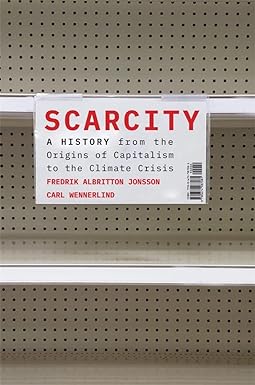 SCARCITY
A HISTORY from the
Origins of Capitalism
to the Climate Crisis
FREDRIK ALBRITTON JONSSON
CARL WENNERLIND